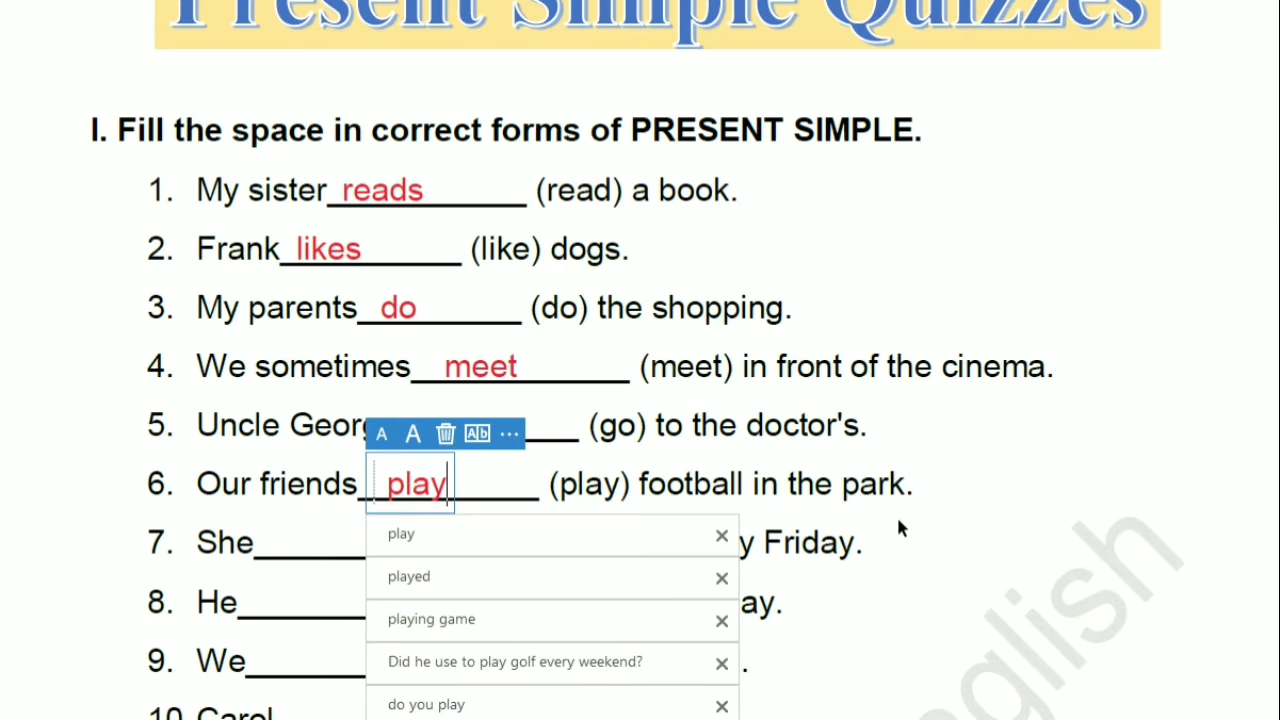 Present Simple Quizzes
I. Fill the space in correct forms of PRESENT SIMPLE.
1. My sister reads (read) a book.
2. Frank likes (like) dogs.
3. My parents do (do) the shopping.
4. We sometimes meet (meet) in front of the cinema.
5. Uncle Geor (go) to the doctor's.
A A Ab ...
6. Our friends play (play) football in the park.
play
7. She y Friday.
played
8. He ay.
playing game
9. We .
Did he use to play golf every weekend?
do you play
10. Carol
nglish